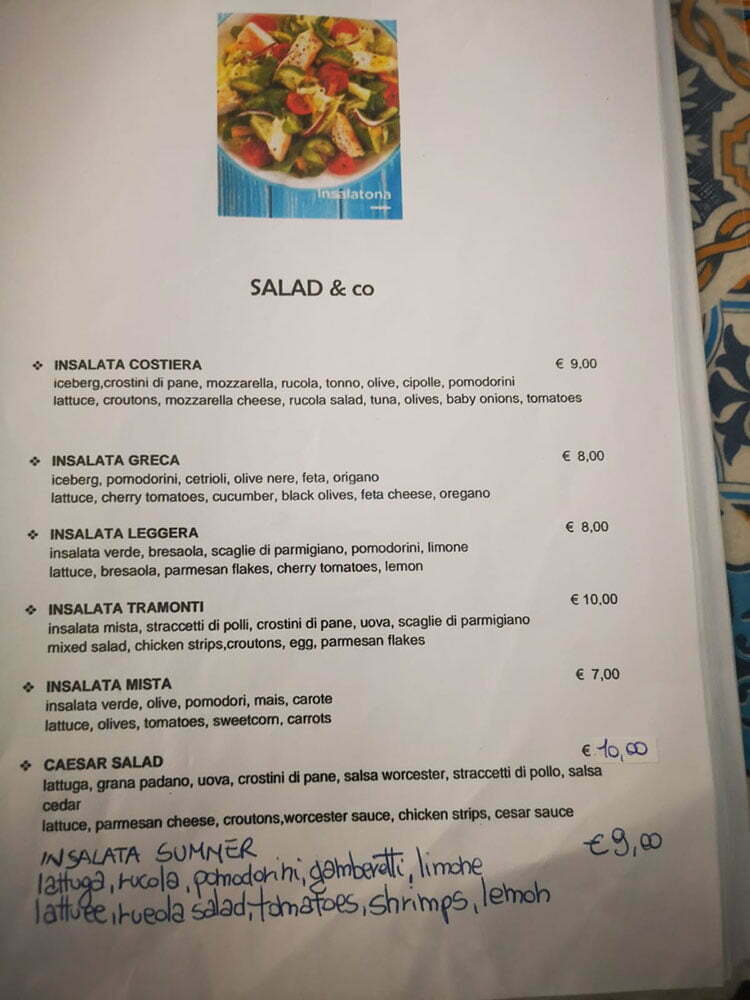 Insalatona
SALAD & co
❖ INSALATA COSTIERA € 9,00
iceberg,crostini di pane, mozzarella, rucola, tonno, olive, cipolle, pomodorini
lattuce, croutons, mozzarella cheese, rucola salad, tuna, olives, baby onions, tomatoes
❖ INSALATA GRECA € 8,00
iceberg, pomodorini, cetrioli, olive nere, feta, origano
lattuce, cherry tomatoes, cucumber, black olives, feta cheese, oregano
❖ INSALATA LEGGERA € 8,00
insalata verde, bresaola, scaglie di parmigiano, pomodorini, limone
lattuce, bresaola, parmesan flakes, cherry tomatoes, lemon
❖ INSALATA TRAMONTI € 10,00
insalata mista, straccetti di polli, crostini di pane, uova, scaglie di parmigiano
mixed salad, chicken strips,croutons, egg, parmesan flakes
❖ INSALATA MISTA € 7,00
insalata verde, olive, pomodori, mais, carote
lattuce, olives, tomatoes, sweetcorn, carrots
❖ CAESAR SALAD € 10,00
lattuga, grana padano, uova, crostini di pane, salsa worcester, straccetti di pollo, salsa
cedar
lattuce, parmesan cheese, croutons,worcester sauce, chicken strips, cesar sauce
INSALATA SUMMER €9,00
lattuga, rucola, pomodorini, gamberetti, limone
lattuce, rueola salad, tomatoes, shrimps, lemon